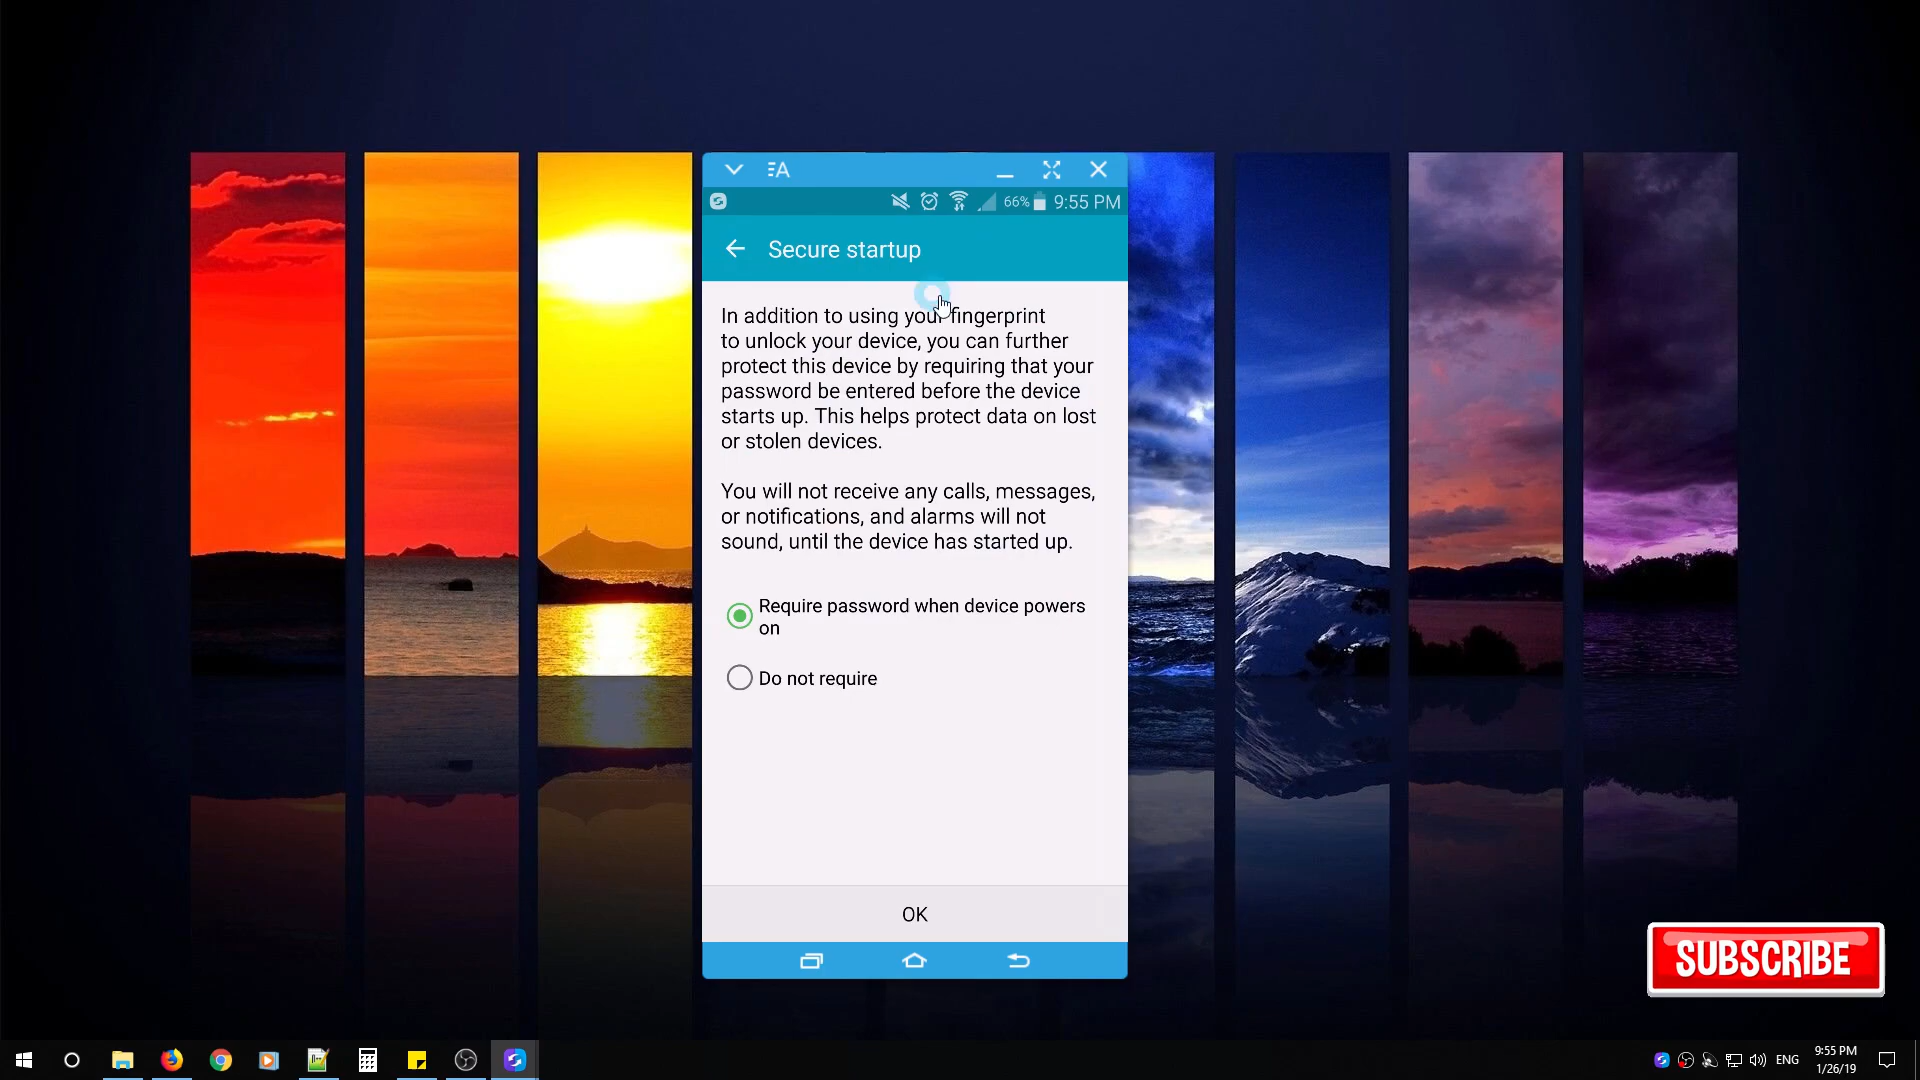 66% 9:55 PM
Secure startup
In addition to using your fingerprint
to unlock your device, you can further
protect this device by requiring that your
password be entered before the device
starts up. This helps protect data on lost
or stolen devices.
You will not receive any calls, messages,
or notifications, and alarms will not
sound, until the device has started up.
Require password when device powers
on
Do not require
OK
SUBSCRIBE
ENG
9:55 PM
1/26/19